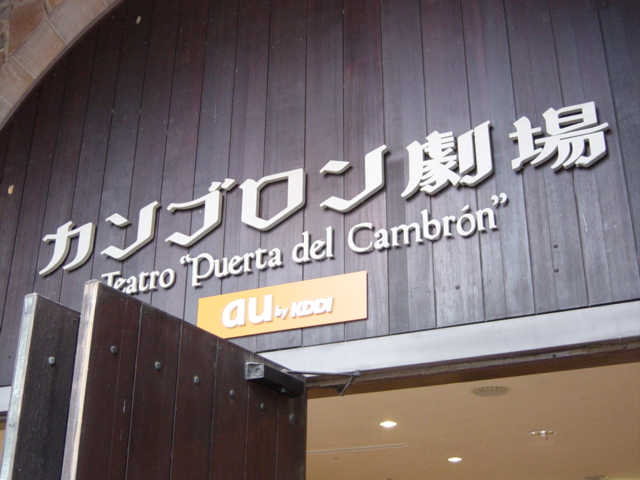 カンブロン劇場
Teatro “Puerta del Cambrón”
au by KDDI